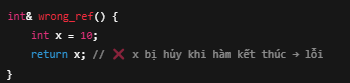 int& wrong_ref() {
    int x = 10;
    return x; // ❌ x bị hủy khi hàm kết thúc → lỗi
}